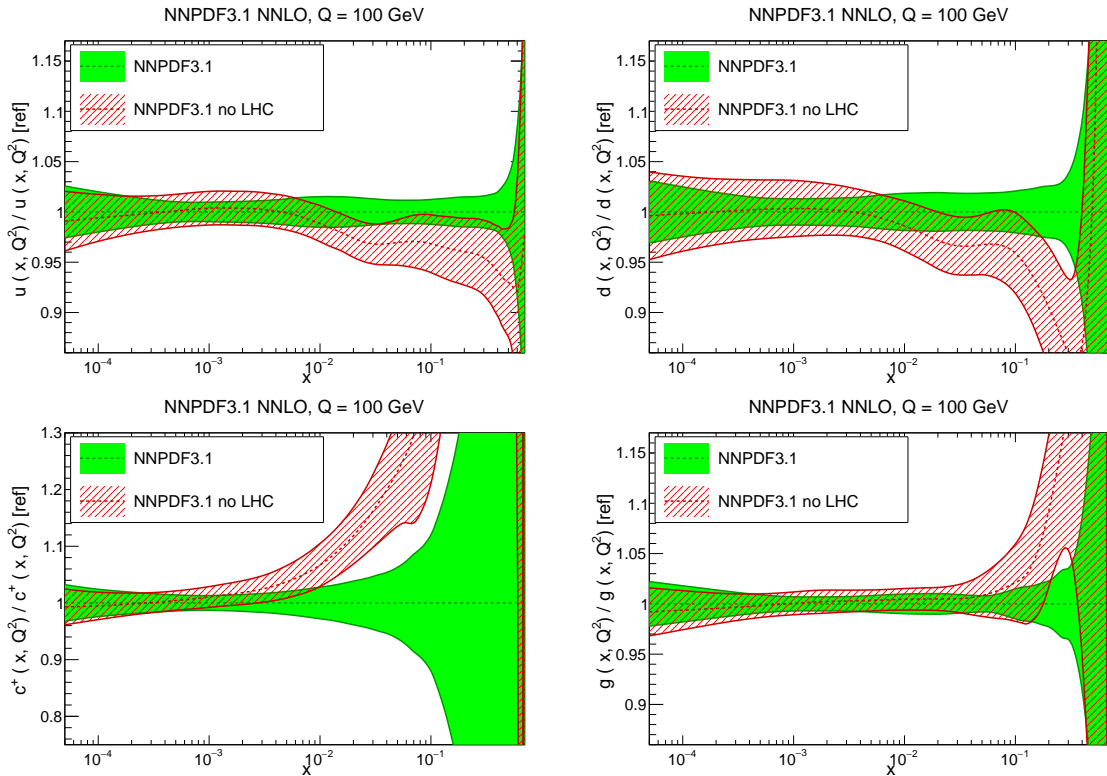 NNPDF3.1 NNLO, Q = 100 GeV
NNPDF3.1
NNPDF3.1 no LHC
u ( x, Q²) / u ( x, Q²) [ref]
1.15
1.1
1.05
1
0.95
0.9
10⁻⁴
10⁻³
10⁻²
10⁻¹
x
NNPDF3.1 NNLO, Q = 100 GeV
NNPDF3.1
NNPDF3.1 no LHC
d ( x, Q²) / d ( x, Q²) [ref]
1.15
1.1
1.05
1
0.95
0.9
10⁻⁴
10⁻³
10⁻²
10⁻¹
x
NNPDF3.1 NNLO, Q = 100 GeV
NNPDF3.1
NNPDF3.1 no LHC
c⁺ ( x, Q²) / c⁺ ( x, Q²) [ref]
1.3
1.2
1.1
1
0.9
0.8
10⁻⁴
10⁻³
10⁻²
10⁻¹
x
NNPDF3.1 NNLO, Q = 100 GeV
NNPDF3.1
NNPDF3.1 no LHC
g ( x, Q²) / g ( x, Q²) [ref]
1.15
1.1
1.05
1
0.95
0.9
10⁻⁴
10⁻³
10⁻²
10⁻¹
x